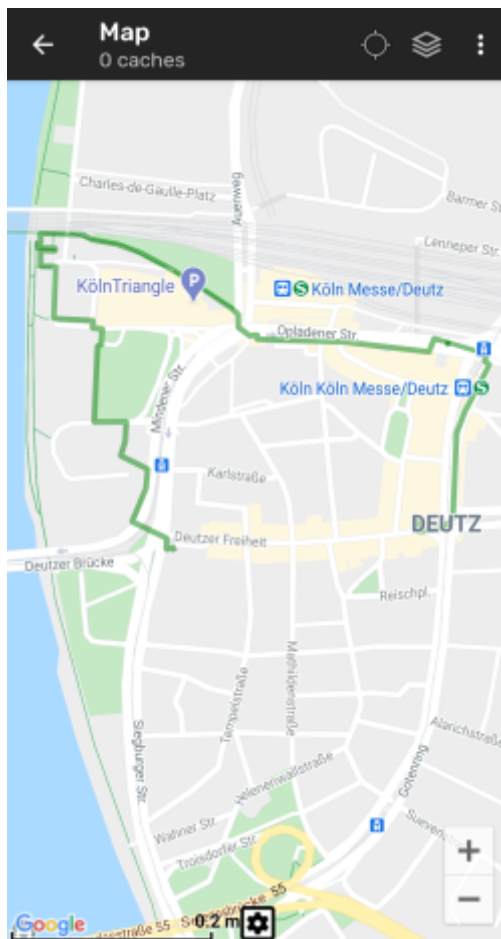 Map
0 caches
Charles-de-Gaulle-Platz
Auenweg
Barmer St
Lenneper Str.
KölnTriangle
P
S Köln Messe/Deutz
Opladener Str.
Mindener Str.
Köln Köln Messe/Deutz S
Karlstraße
DEUTZ
Deutzer Freiheit
Deutzer Brücke
Reischpl.
Mathildenstraße
Tempelstraße
Alarichstraße
Siegburger Str.
Gotenring
Helenenwallstraße
Wahner Str.
Troisdorfer Str.
+
−
Google
0.2 m